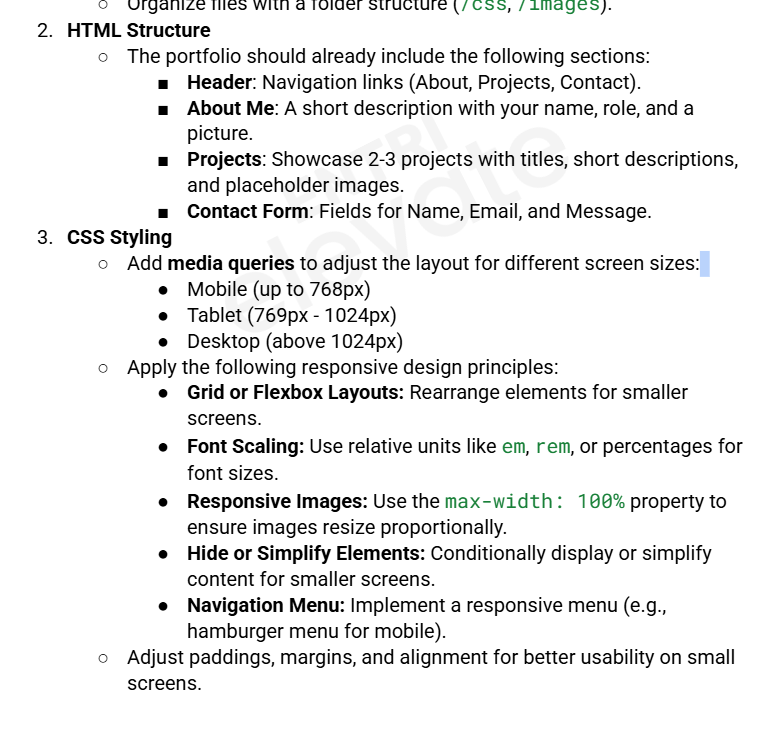 ○ Organize files with a folder structure (/css, /images).
2. HTML Structure
○ The portfolio should already include the following sections:
■ Header: Navigation links (About, Projects, Contact).
■ About Me: A short description with your name, role, and a
picture.
■ Projects: Showcase 2-3 projects with titles, short descriptions,
and placeholder images.
■ Contact Form: Fields for Name, Email, and Message.
3. CSS Styling
○ Add media queries to adjust the layout for different screen sizes:
● Mobile (up to 768px)
● Tablet (769px - 1024px)
● Desktop (above 1024px)
○ Apply the following responsive design principles:
● Grid or Flexbox Layouts: Rearrange elements for smaller
screens.
● Font Scaling: Use relative units like em, rem, or percentages for
font sizes.
● Responsive Images: Use the max-width: 100% property to
ensure images resize proportionally.
● Hide or Simplify Elements: Conditionally display or simplify
content for smaller screens.
● Navigation Menu: Implement a responsive menu (e.g.,
hamburger menu for mobile).
○ Adjust paddings, margins, and alignment for better usability on small
screens.
elevate